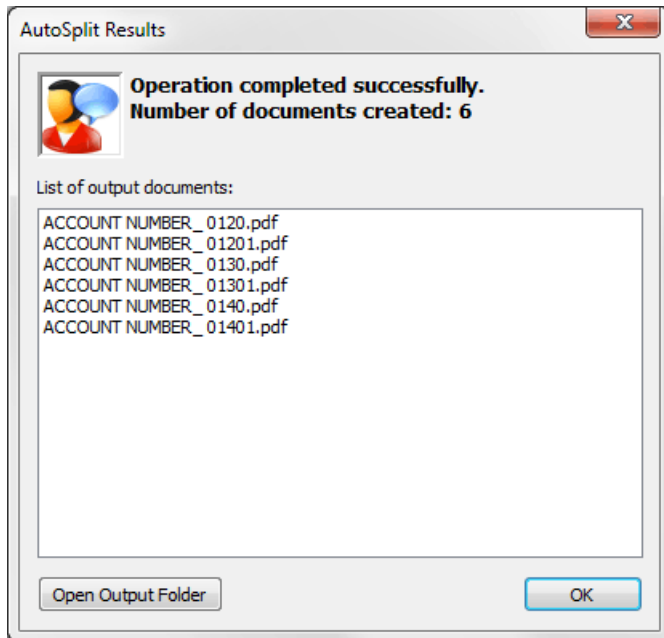 AutoSplit Results
Operation completed successfully.
Number of documents created: 6
List of output documents:
ACCOUNT NUMBER_ 0120.pdf
ACCOUNT NUMBER_ 01201.pdf
ACCOUNT NUMBER_ 0130.pdf
ACCOUNT NUMBER_ 01301.pdf
ACCOUNT NUMBER_ 0140.pdf
ACCOUNT NUMBER_ 01401.pdf
Open Output Folder
OK